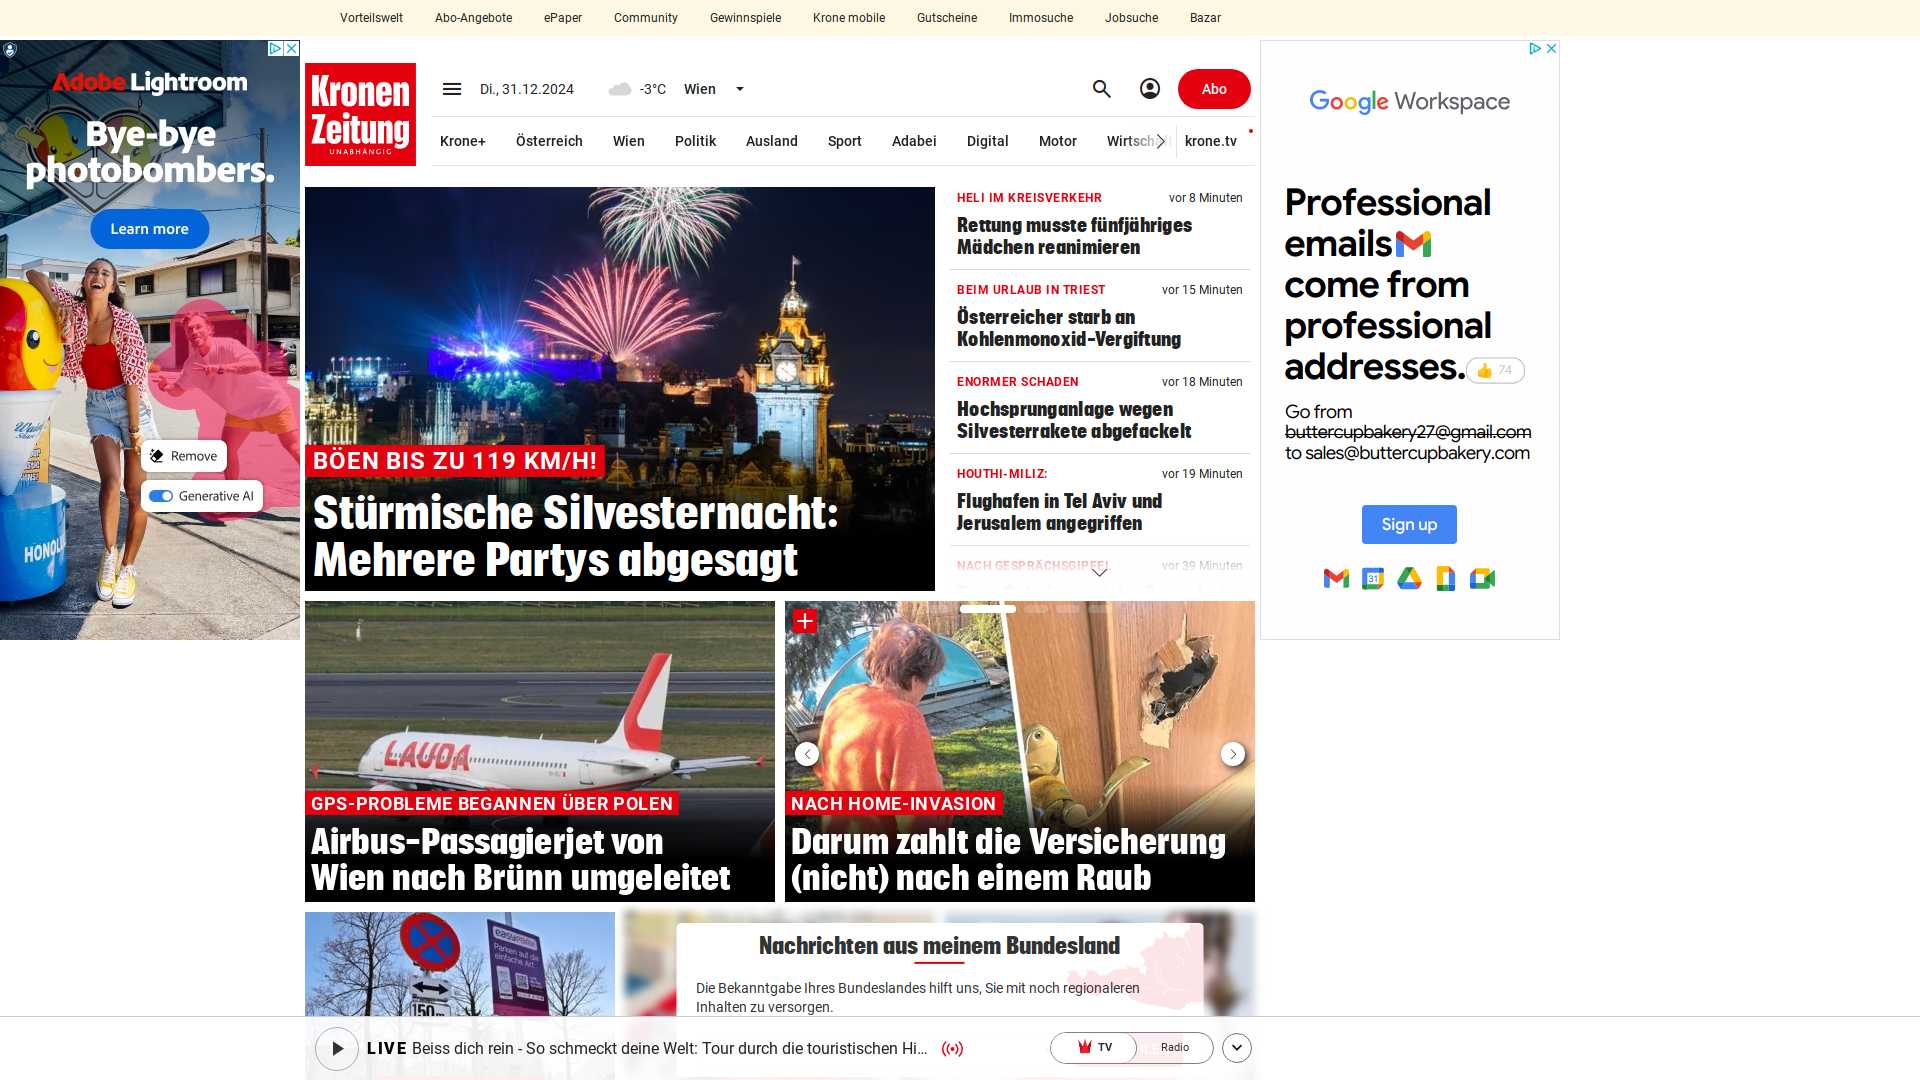 Vorteilswelt Abo-Angebote ePaper Community Gewinnspiele Krone mobile Gutscheine Immosuche Jobsuche Bazar
Adobe Lightroom
Bye-bye
photobombers.
Learn more
Remove
Generative AI
Kronen
Zeitung
UNABHÄNGIG
Di., 31.12.2024 -3°C Wien
Abo
Krone+ Österreich Wien Politik Ausland Sport Adabei Digital Motor Wirtsch krone.tv
BÖEN BIS ZU 119 KM/H!
Stürmische Silvesternacht:
Mehrere Partys abgesagt
HELI IM KREISVERKEHR vor 8 Minuten
Rettung musste fünfjähriges
Mädchen reanimieren
BEIM URLAUB IN TRIEST vor 15 Minuten
Österreicher starb an
Kohlenmonoxid-Vergiftung
ENORMER SCHADEN vor 18 Minuten
Hochsprunganlage wegen
Silvesterrakete abgefackelt
HOUTHI-MILIZ: vor 19 Minuten
Flughafen in Tel Aviv und
Jerusalem angegriffen
NACH GESPRÄCHSGIPFEL vor 39 Minuten
LAUDA
GPS-PROBLEME BEGANNEN ÜBER POLEN
Airbus-Passagierjet von
Wien nach Brünn umgeleitet
NACH HOME-INVASION
Darum zahlt die Versicherung
(nicht) nach einem Raub
easypark
Parken auf die
einfache Art.
150m
Nachrichten aus meinem Bundesland
Die Bekanntgabe Ihres Bundeslandes hilft uns, Sie mit noch regionaleren
Inhalten zu versorgen.
LIVE Beiss dich rein - So schmeckt deine Welt: Tour durch die touristischen Hi...
TV Radio
Google Workspace
Professional
emails
come from
professional
addresses.
74
Go from
buttercupbakery27@gmail.com
to sales@buttercupbakery.com
Sign up
31